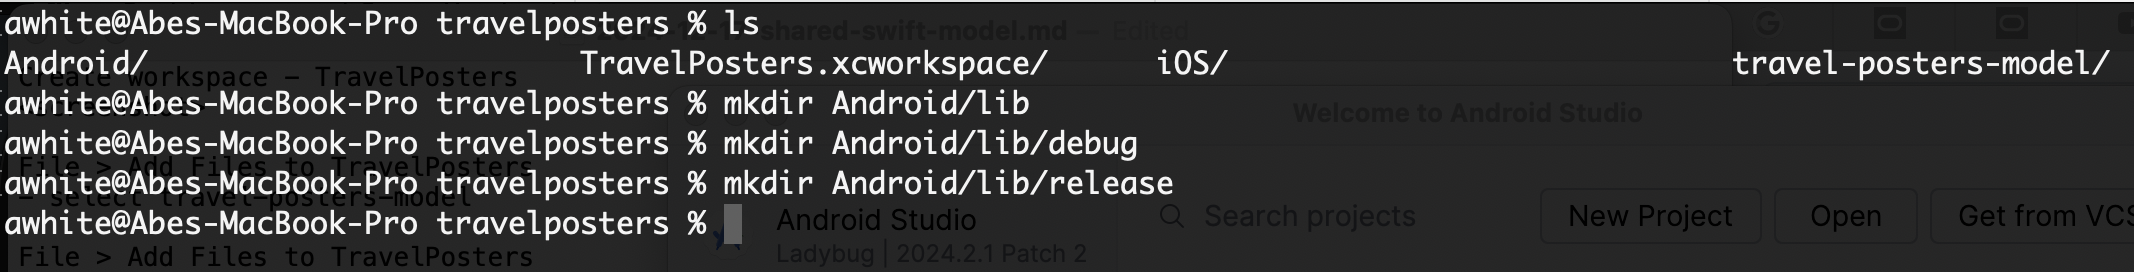 awhite@Abes-MacBook-Pro travelposters % ls
Android/ TravelPosters.xcworkspace/ iOS/ travel-posters-model/
awhite@Abes-MacBook-Pro travelposters % mkdir Android/lib
awhite@Abes-MacBook-Pro travelposters % mkdir Android/lib/debug
awhite@Abes-MacBook-Pro travelposters % mkdir Android/lib/release
awhite@Abes-MacBook-Pro travelposters %
shared-swift-model.md — Edited
Create workspace – TravelPosters
File > Add Files to TravelPosters
- select travel-posters-model
File > Add Files to TravelPosters
Welcome to Android Studio
Android Studio
Ladybug | 2024.2.1 Patch 2
Search projects
New Project
Open
Get from VCS